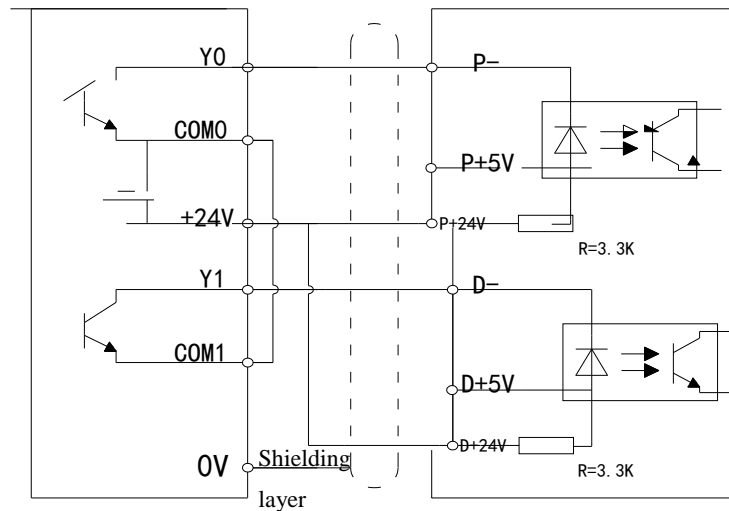 Y0
P-
COM0
P+5V
+24V
P+24V
R=3.3K
Y1
D-
COM1
D+5V
D+24V
0V
Shielding
layer
R=3.3K